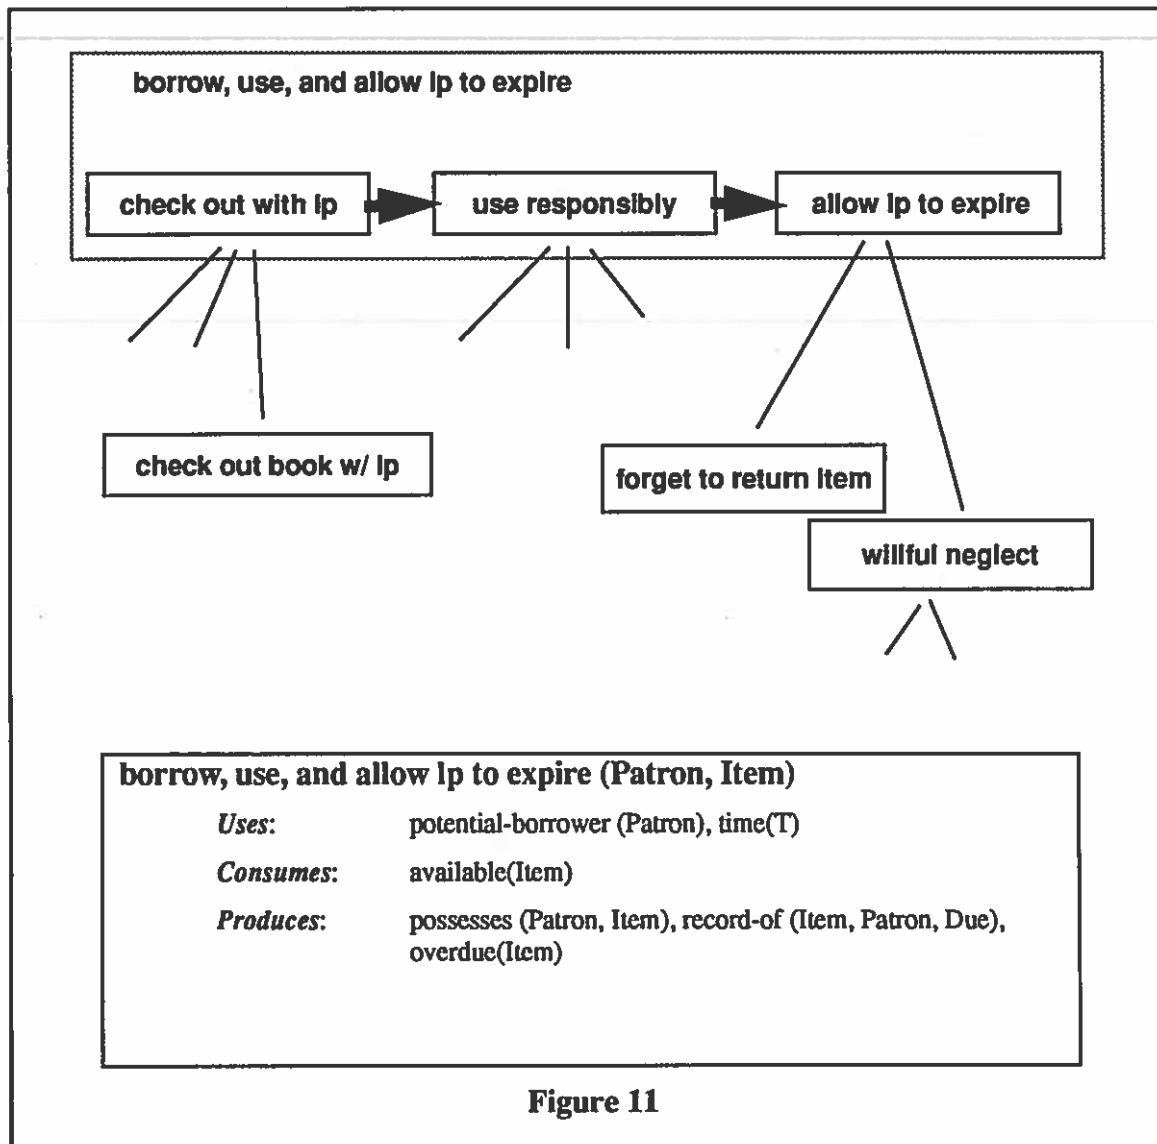 borrow, use, and allow lp to expire
check out with lp
use responsibly
allow lp to expire
check out book w/ lp
forget to return item
willful neglect
borrow, use, and allow lp to expire (Patron, Item)
Uses: potential-borrower (Patron), time(T)
Consumes: available(Item)
Produces: possesses (Patron, Item), record-of (Item, Patron, Due),
overdue(Item)
Figure 11